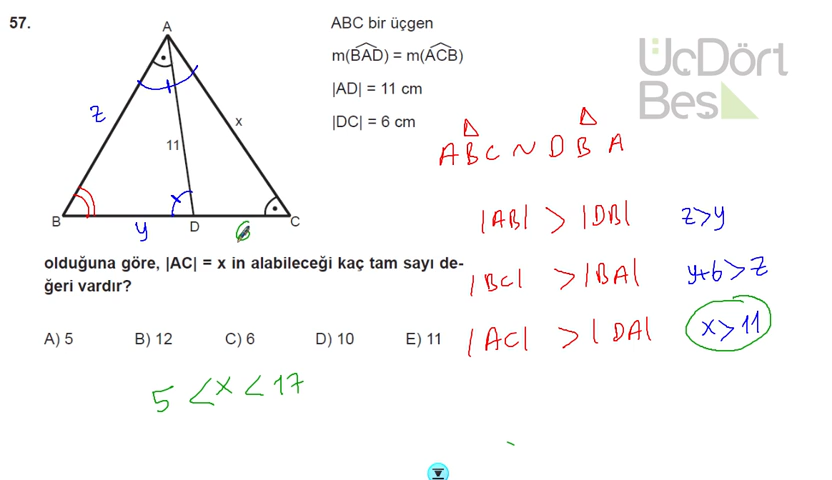 57.
A
ABC bir üçgen
ÜçDört
Beş
m(BAD) = m(ACB)
|AD| = 11 cm
|DC| = 6 cm
z
x
11
ABC ~ DBA
x
B
y
D
6
C
|AB| > |DB|
z>y
olduğuna göre, |AC| = x in alabileceği kaç tam sayı de-
ğeri vardır?
|BC| > |BA|
y+6 > z
A) 5 B) 12 C) 6 D) 10 E) 11
|AC| > |DA|
x > 11
5 < x < 17